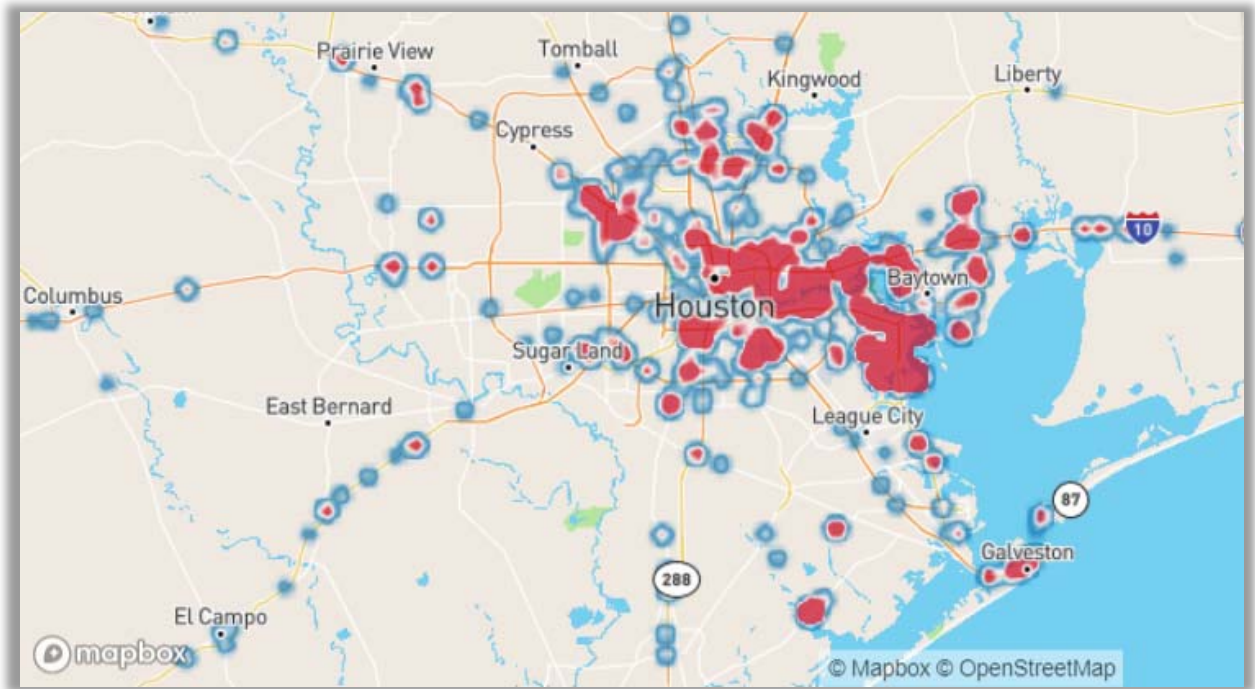 Prairie View
Tomball
Kingwood
Liberty
Cypress
10
Baytown
Columbus
Houston
Sugar Land
East Bernard
League City
87
Galveston
288
El Campo
mapbox
© Mapbox © OpenStreetMap